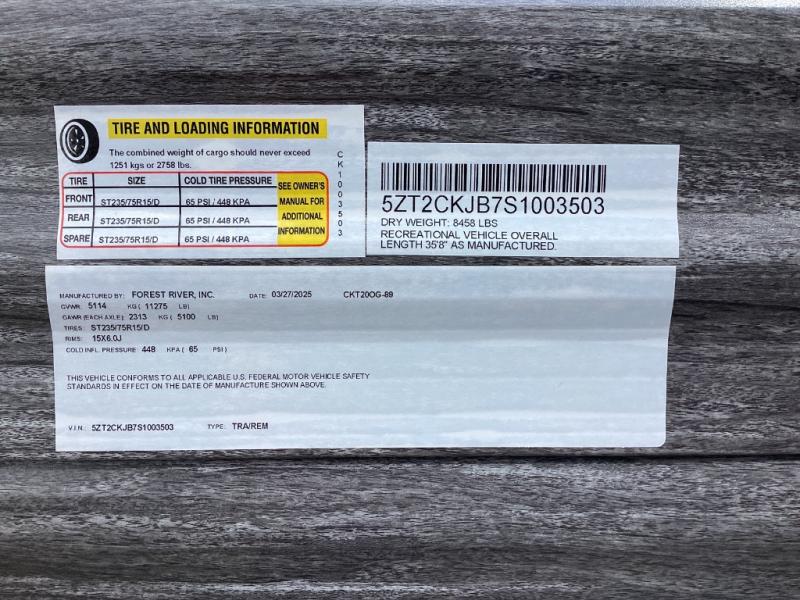 TIRE AND LOADING INFORMATION
The combined weight of cargo should never exceed
1251 kgs or 2758 lbs.
TIRE SIZE COLD TIRE PRESSURE SEE OWNER'S MANUAL FOR ADDITIONAL INFORMATION
FRONT ST235/75R15/D 65 PSI / 448 KPA
REAR ST235/75R15/D 65 PSI / 448 KPA
SPARE ST235/75R15/D 65 PSI / 448 KPA
CK1003503
5ZT2CKJB7S1003503
DRY WEIGHT: 8458 LBS
RECREATIONAL VEHICLE OVERALL
LENGTH 35'8" AS MANUFACTURED.
MANUFACTURED BY: FOREST RIVER, INC. DATE: 03/27/2025 CKT20OG-89
GVWR: 5114 KG ( 11275 LB)
GAWR (EACH AXLE): 2313 KG ( 5100 LB)
TIRES: ST235/75R15/D
RIMS: 15X6.0J
COLD INFL. PRESSURE: 448 KPA ( 65 PSI )
THIS VEHICLE CONFORMS TO ALL APPLICABLE U.S. FEDERAL MOTOR VEHICLE SAFETY
STANDARDS IN EFFECT ON THE DATE OF MANUFACTURE SHOWN ABOVE.
V.I.N.: 5ZT2CKJB7S1003503 TYPE: TRA/REM